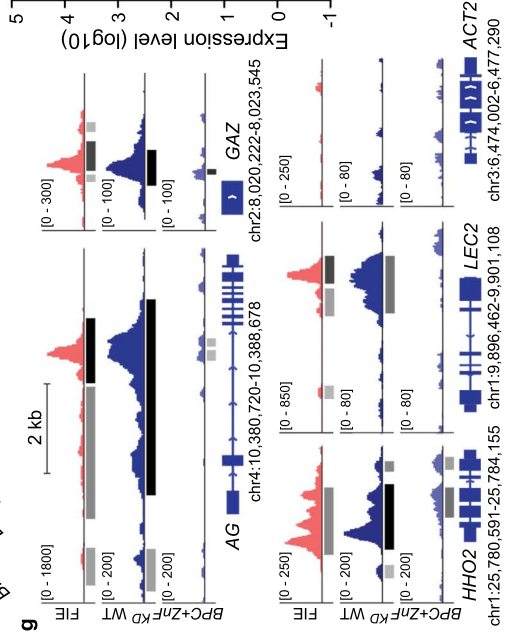 g
2 kb
FIE
[0 - 1800]
[0 - 300]
BPC+ZnF KD WT
[0 - 200]
[0 - 100]
[0 - 200]
[0 - 100]
AG
GAZ
chr4:10,380,720-10,388,678
chr2:8,020,222-8,023,545
FIE
[0 - 250]
[0 - 850]
[0 - 250]
BPC+ZnF KD WT
[0 - 200]
[0 - 80]
[0 - 80]
[0 - 200]
[0 - 80]
[0 - 80]
HHO2
LEC2
ACT2
chr1:25,780,591-25,784,155
chr1:9,896,462-9,901,108
chr3:6,474,002-6,477,290
Expression level (log10)
5
4
3
2
1
0
-1